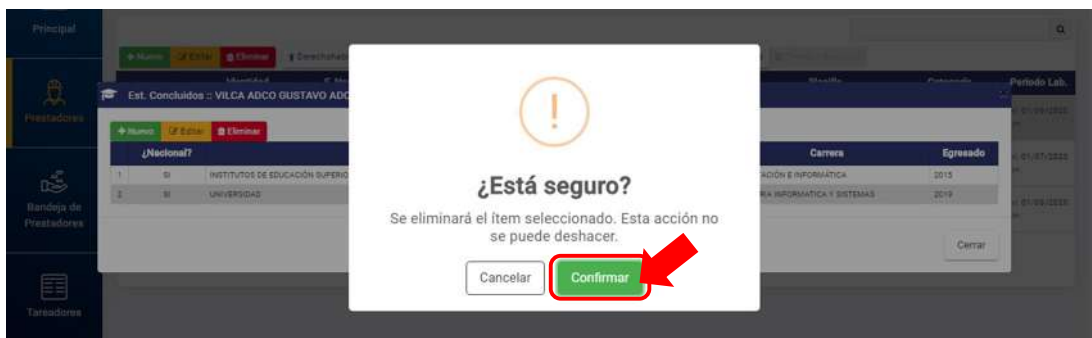 Principal
+ Nuevo Editar Eliminar
Periodo Lab.
Prestadores
Est. Concluidos :: VILCA ADCO GUSTAVO ADO
+ Nuevo Editar Eliminar
¿Nacional? Carrera Egresado
1 SI INSTITUTOS DE EDUCACIÓN SUPERIO TACIÓN E INFORMÁTICA 2015
2 SI UNIVERSIDAD RIA INFORMATICA Y SISTEMAS 2019
Bandeja de
Prestadores
Cerrar
Tareadores
!
¿Está seguro?
Se eliminará el ítem seleccionado. Esta acción no
se puede deshacer.
Cancelar Confirmar